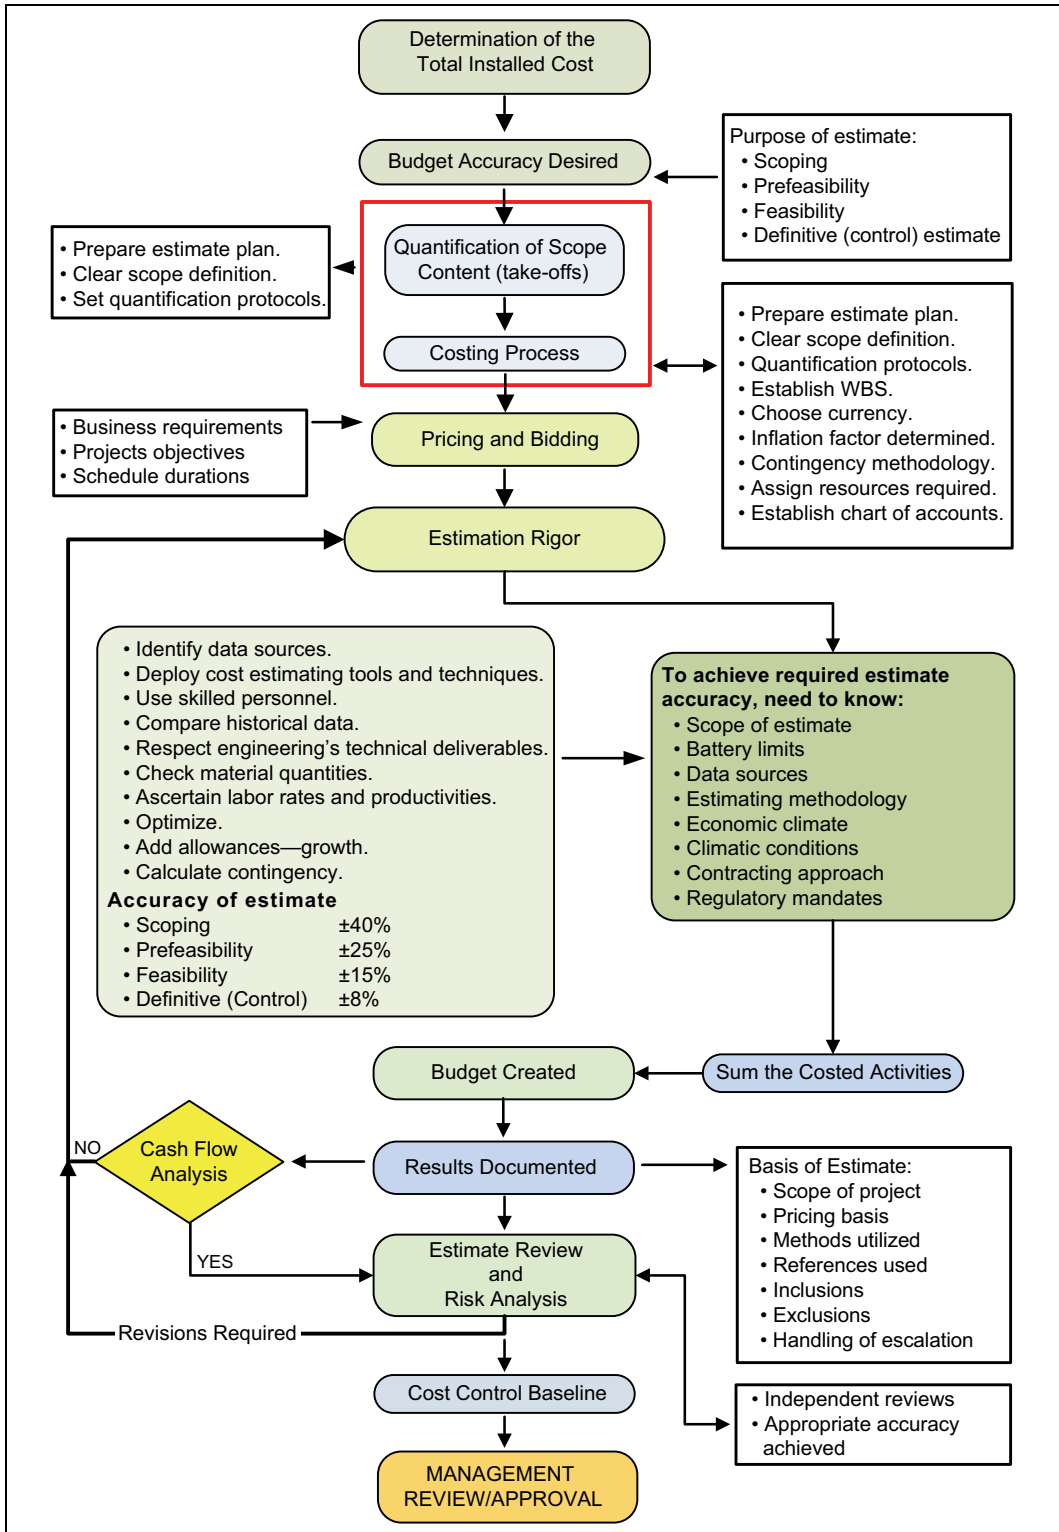 Determination of the
Total Installed Cost
Budget Accuracy Desired
Purpose of estimate:
• Scoping
• Prefeasibility
• Feasibility
• Definitive (control) estimate
Quantification of Scope
Content (take-offs)
• Prepare estimate plan.
• Clear scope definition.
• Set quantification protocols.
Costing Process
• Prepare estimate plan.
• Clear scope definition.
• Quantification protocols.
• Establish WBS.
• Choose currency.
• Inflation factor determined.
• Contingency methodology.
• Assign resources required.
• Establish chart of accounts.
• Business requirements
• Projects objectives
• Schedule durations
Pricing and Bidding
Estimation Rigor
• Identify data sources.
• Deploy cost estimating tools and techniques.
• Use skilled personnel.
• Compare historical data.
• Respect engineering’s technical deliverables.
• Check material quantities.
• Ascertain labor rates and productivities.
• Optimize.
• Add allowances—growth.
• Calculate contingency.
Accuracy of estimate
• Scoping ±40%
• Prefeasibility ±25%
• Feasibility ±15%
• Definitive (Control) ±8%
To achieve required estimate
accuracy, need to know:
• Scope of estimate
• Battery limits
• Data sources
• Estimating methodology
• Economic climate
• Climatic conditions
• Contracting approach
• Regulatory mandates
Budget Created
Sum the Costed Activities
NO
Cash Flow
Analysis
Results Documented
Basis of Estimate:
• Scope of project
• Pricing basis
• Methods utilized
• References used
• Inclusions
• Exclusions
• Handling of escalation
YES
Estimate Review
and
Risk Analysis
Revisions Required
Cost Control Baseline
• Independent reviews
• Appropriate accuracy
achieved
MANAGEMENT
REVIEW/APPROVAL